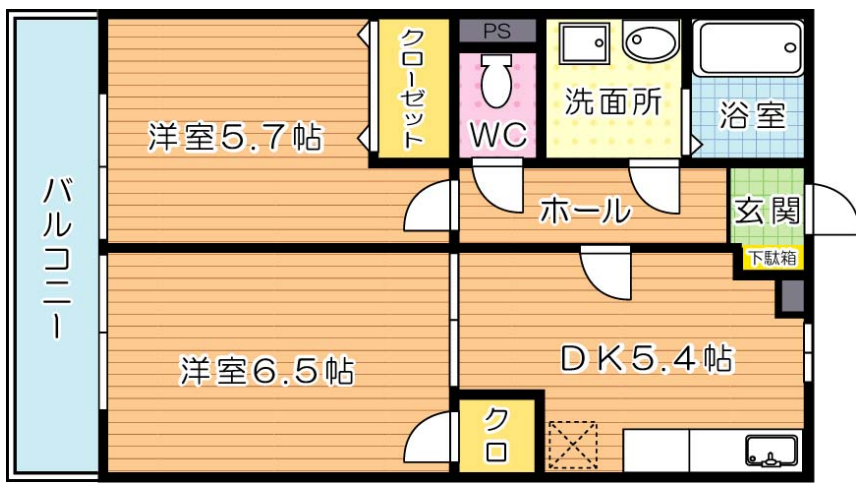 バルコニー
洋室5.7帖
クローゼット
PS
WC
洗面所
浴室
ホール
玄関
下駄箱
洋室6.5帖
DK5.4帖
クロ